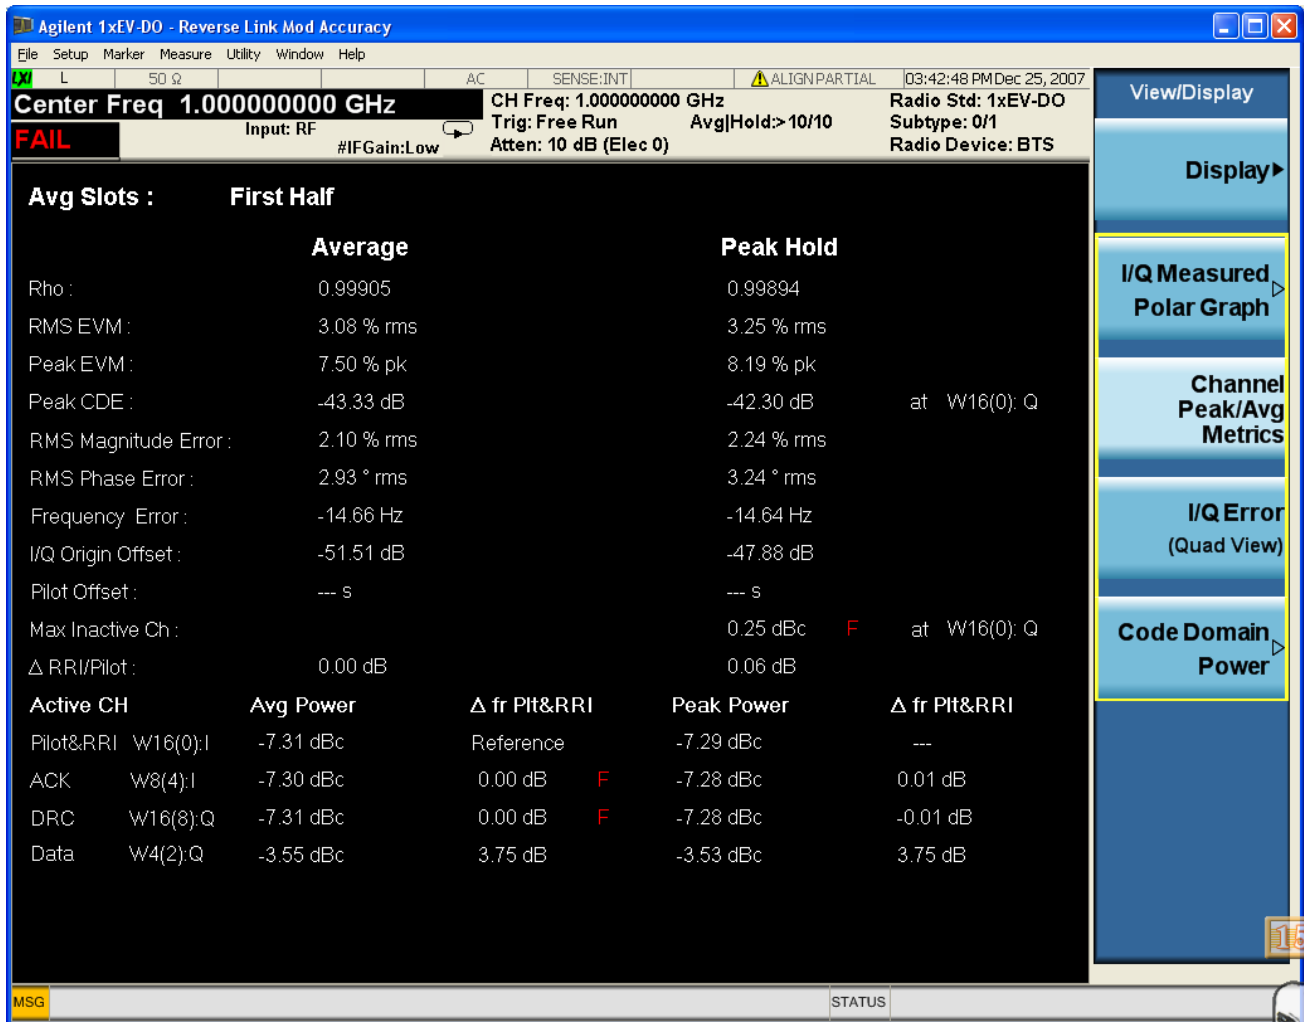 Agilent 1xEV-DO - Reverse Link Mod Accuracy
File Setup Marker Measure Utility Window Help
LXI L 50 Ω AC SENSE:INT ALIGN PARTIAL 03:42:48 PM Dec 25, 2007
Center Freq 1.000000000 GHz
CH Freq: 1.000000000 GHz Radio Std: 1xEV-DO
Input: RF Trig: Free Run Avg|Hold:>10/10 Subtype: 0/1
FAIL
#IFGain:Low Atten: 10 dB (Elec 0) Radio Device: BTS
Avg Slots : First Half
Average Peak Hold
Rho : 0.99905 0.99894
RMS EVM : 3.08 % rms 3.25 % rms
Peak EVM : 7.50 % pk 8.19 % pk
Peak CDE : -43.33 dB -42.30 dB at W16(0): Q
RMS Magnitude Error : 2.10 % rms 2.24 % rms
RMS Phase Error : 2.93 ° rms 3.24 ° rms
Frequency Error : -14.66 Hz -14.64 Hz
I/Q Origin Offset : -51.51 dB -47.88 dB
Pilot Offset : --- s --- s
Max Inactive Ch : 0.25 dBc F at W16(0): Q
Δ RRI/Pilot : 0.00 dB 0.06 dB
Active CH Avg Power Δ fr Plt&RRI Peak Power Δ fr Plt&RRI
Pilot&RRI W16(0):I -7.31 dBc Reference -7.29 dBc ---
ACK W8(4):I -7.30 dBc 0.00 dB F -7.28 dBc 0.01 dB
DRC W16(8):Q -7.31 dBc 0.00 dB F -7.28 dBc -0.01 dB
Data W4(2):Q -3.55 dBc 3.75 dB -3.53 dBc 3.75 dB
View/Display
Display
I/Q Measured
Polar Graph
Channel
Peak/Avg
Metrics
I/Q Error
(Quad View)
Code Domain
Power
15
MSG STATUS